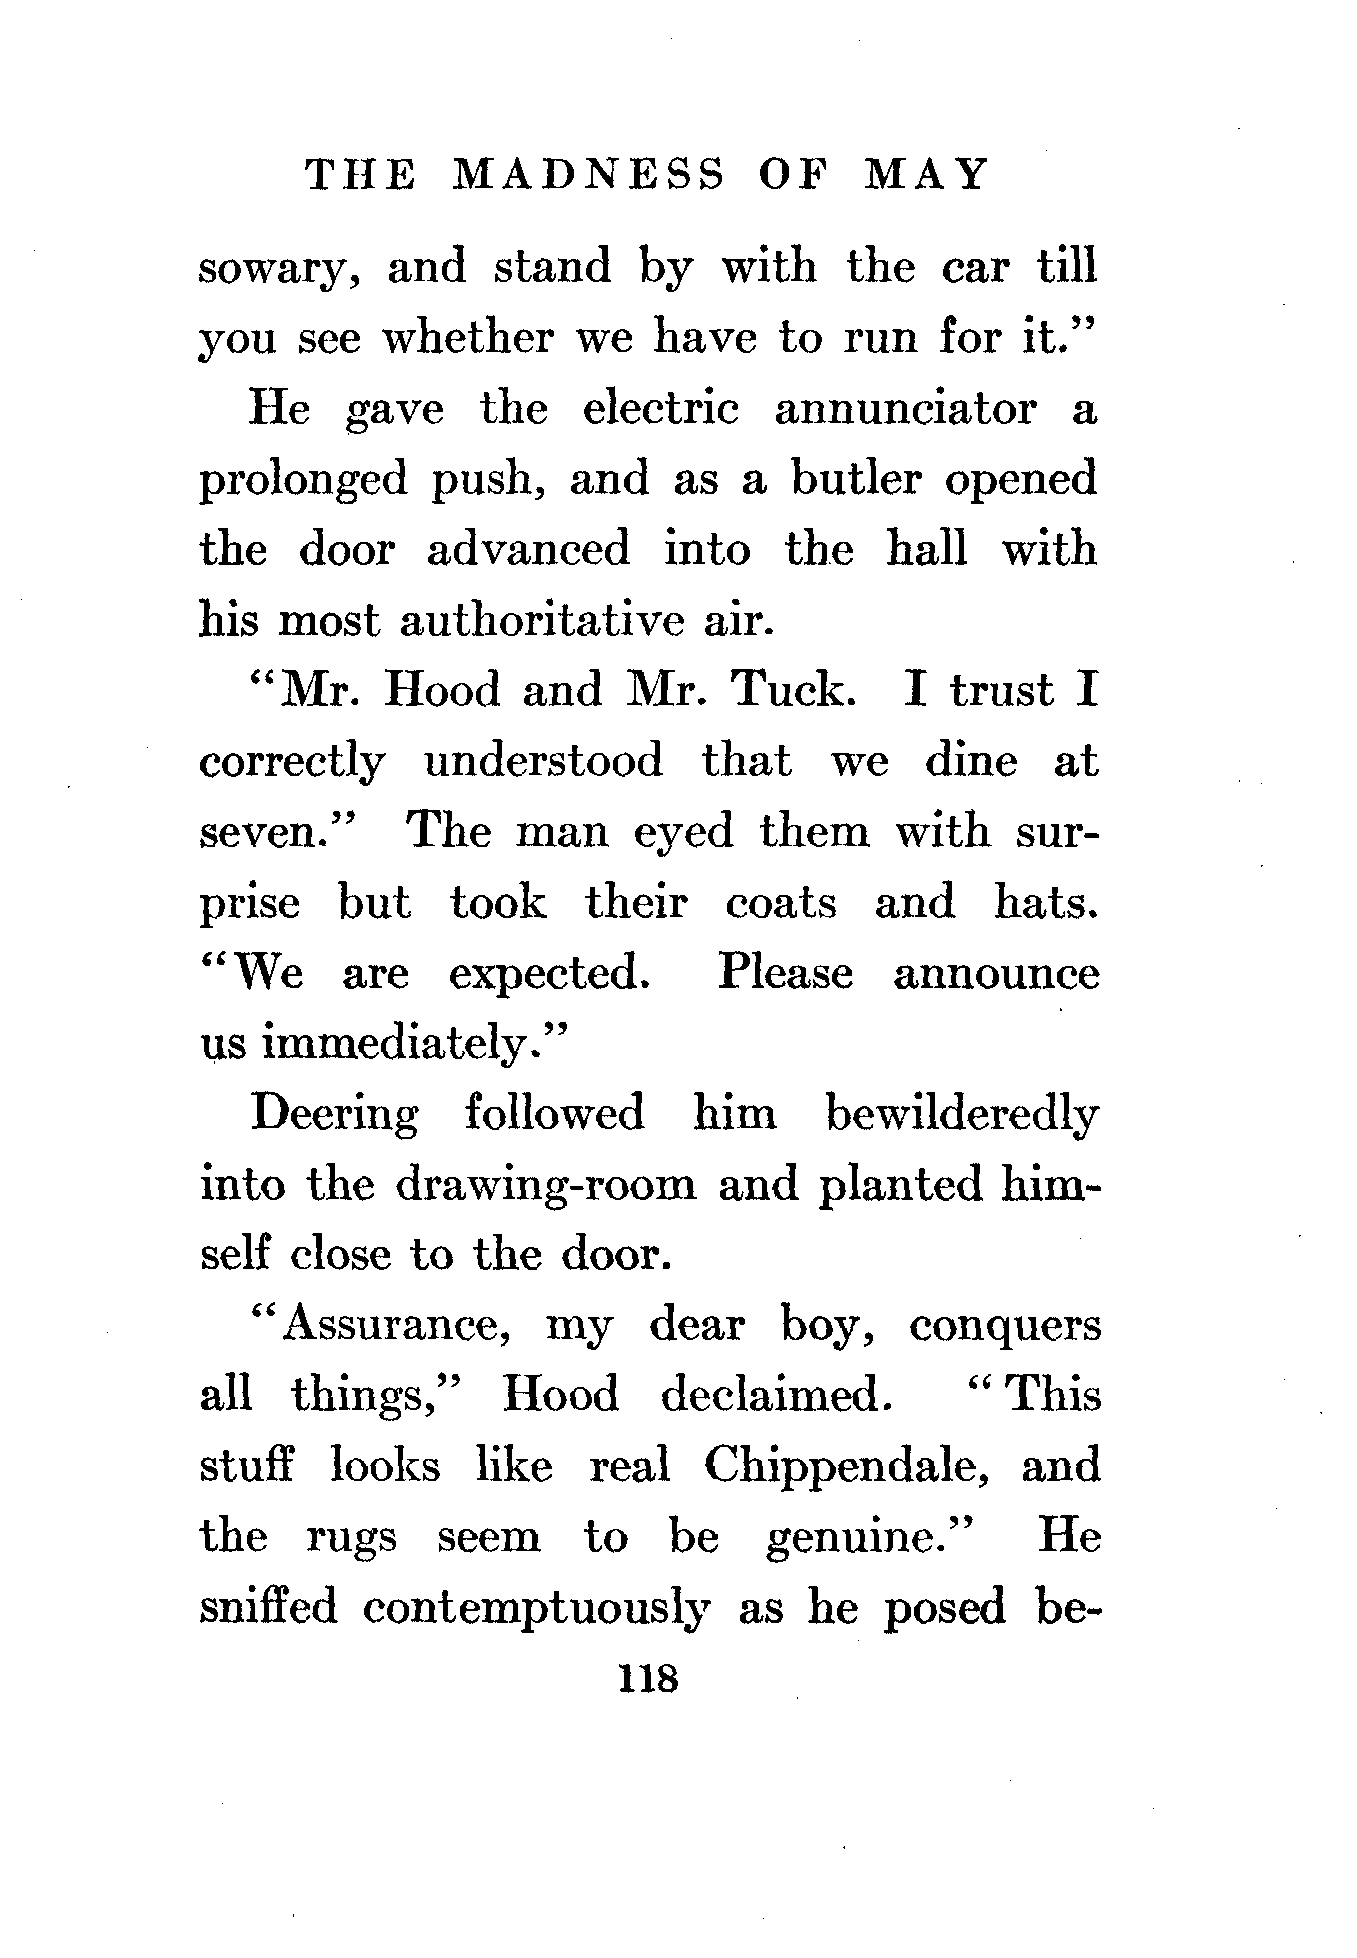 THE MADNESS OF MAY
sowary, and stand by with the car till
you see whether we have to run for it.”
He gave the electric annunciator a
prolonged push, and as a butler opened
the door advanced into the hall with
his most authoritative air.
“Mr. Hood and Mr. Tuck. I trust I
correctly understood that we dine at
seven.” The man eyed them with sur-
prise but took their coats and hats.
“We are expected. Please announce
us immediately.”
Deering followed him bewilderedly
into the drawing-room and planted him-
self close to the door.
“Assurance, my dear boy, conquers
all things,” Hood declaimed. “This
stuff looks like real Chippendale, and
the rugs seem to be genuine.” He
sniffed contemptuously as he posed be-
118